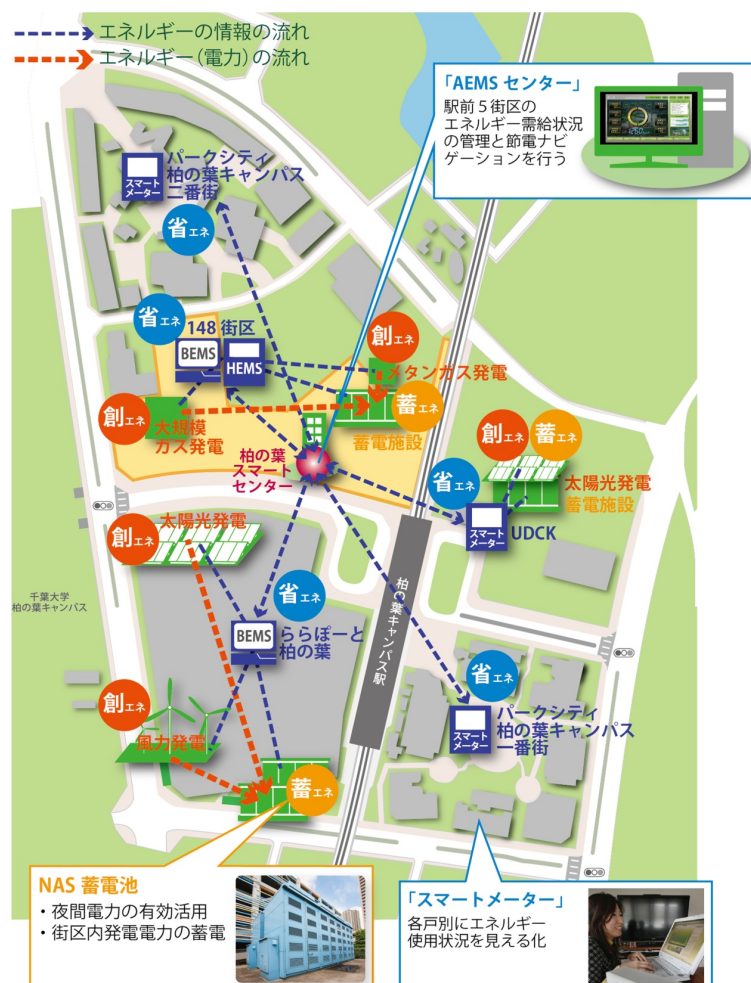 エネルギーの情報の流れ
エネルギー(電力)の流れ
「AEMS センター」
駅前5街区の
エネルギー需給状況
の管理と節電ナビ
ゲーションを行う
スマート
メーター
パークシティ
柏の葉キャンパス
二番街
省エネ
省エネ
148 街区
BEMS
HEMS
創エネ
メタンガス発電
創エネ
大規模
ガス発電
蓄エネ
蓄電施設
柏の葉
スマート
センター
創エネ
蓄エネ
省エネ
太陽光発電
蓄電施設
スマート
メーター
UDCK
創エネ
太陽光発電
千葉大学
柏の葉キャンパス
省エネ
BEMS
ららぽーと
柏の葉
柏の葉キャンパス駅
創エネ
風力発電
省エネ
スマート
メーター
パークシティ
柏の葉キャンパス
一番街
蓄エネ
NAS 蓄電池
・夜間電力の有効活用
・街区内発電電力の蓄電
「スマートメーター」
各戸別にエネルギー
使用状況を見える化